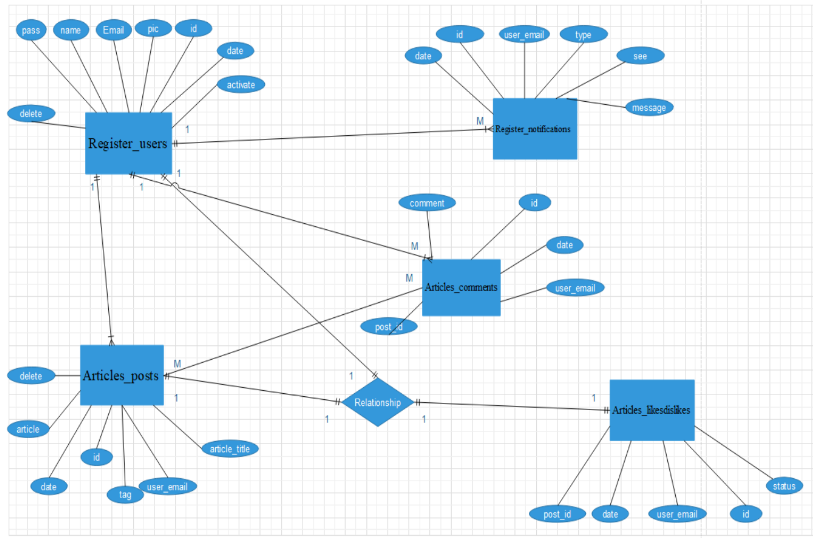 pass
name
Email
pic
id
date
activate
delete
Register_users
1
M
id
user_email
type
date
see
message
Register_notifications
1
1
1
comment
id
M
date
M
Articles_comments
user_email
post_id
delete
Articles_posts
M
1
1
Relationship
1
1
1
Articles_likesdislikes
article
id
article_title
date
tag
user_email
post_id
date
user_email
id
status